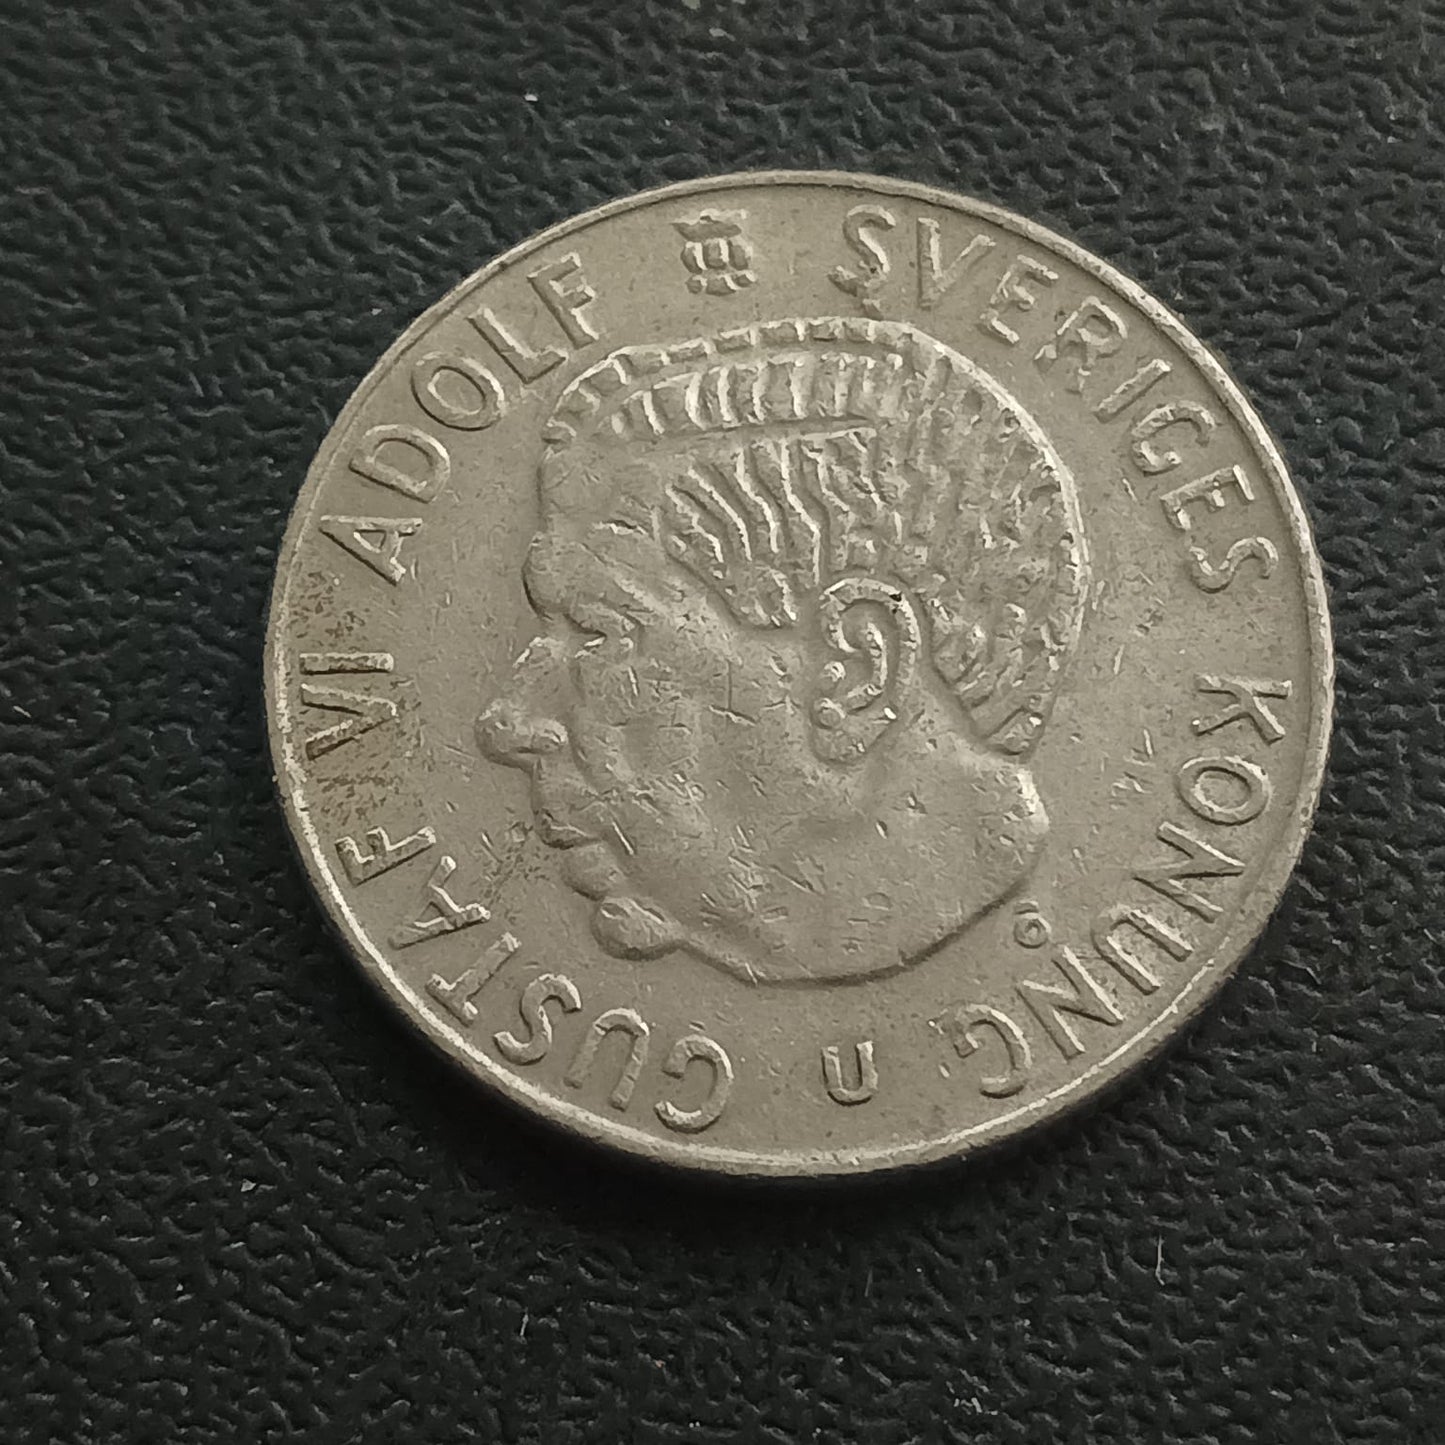 GUSTAF VI ADOLF
SVERIGES KONUNG
U